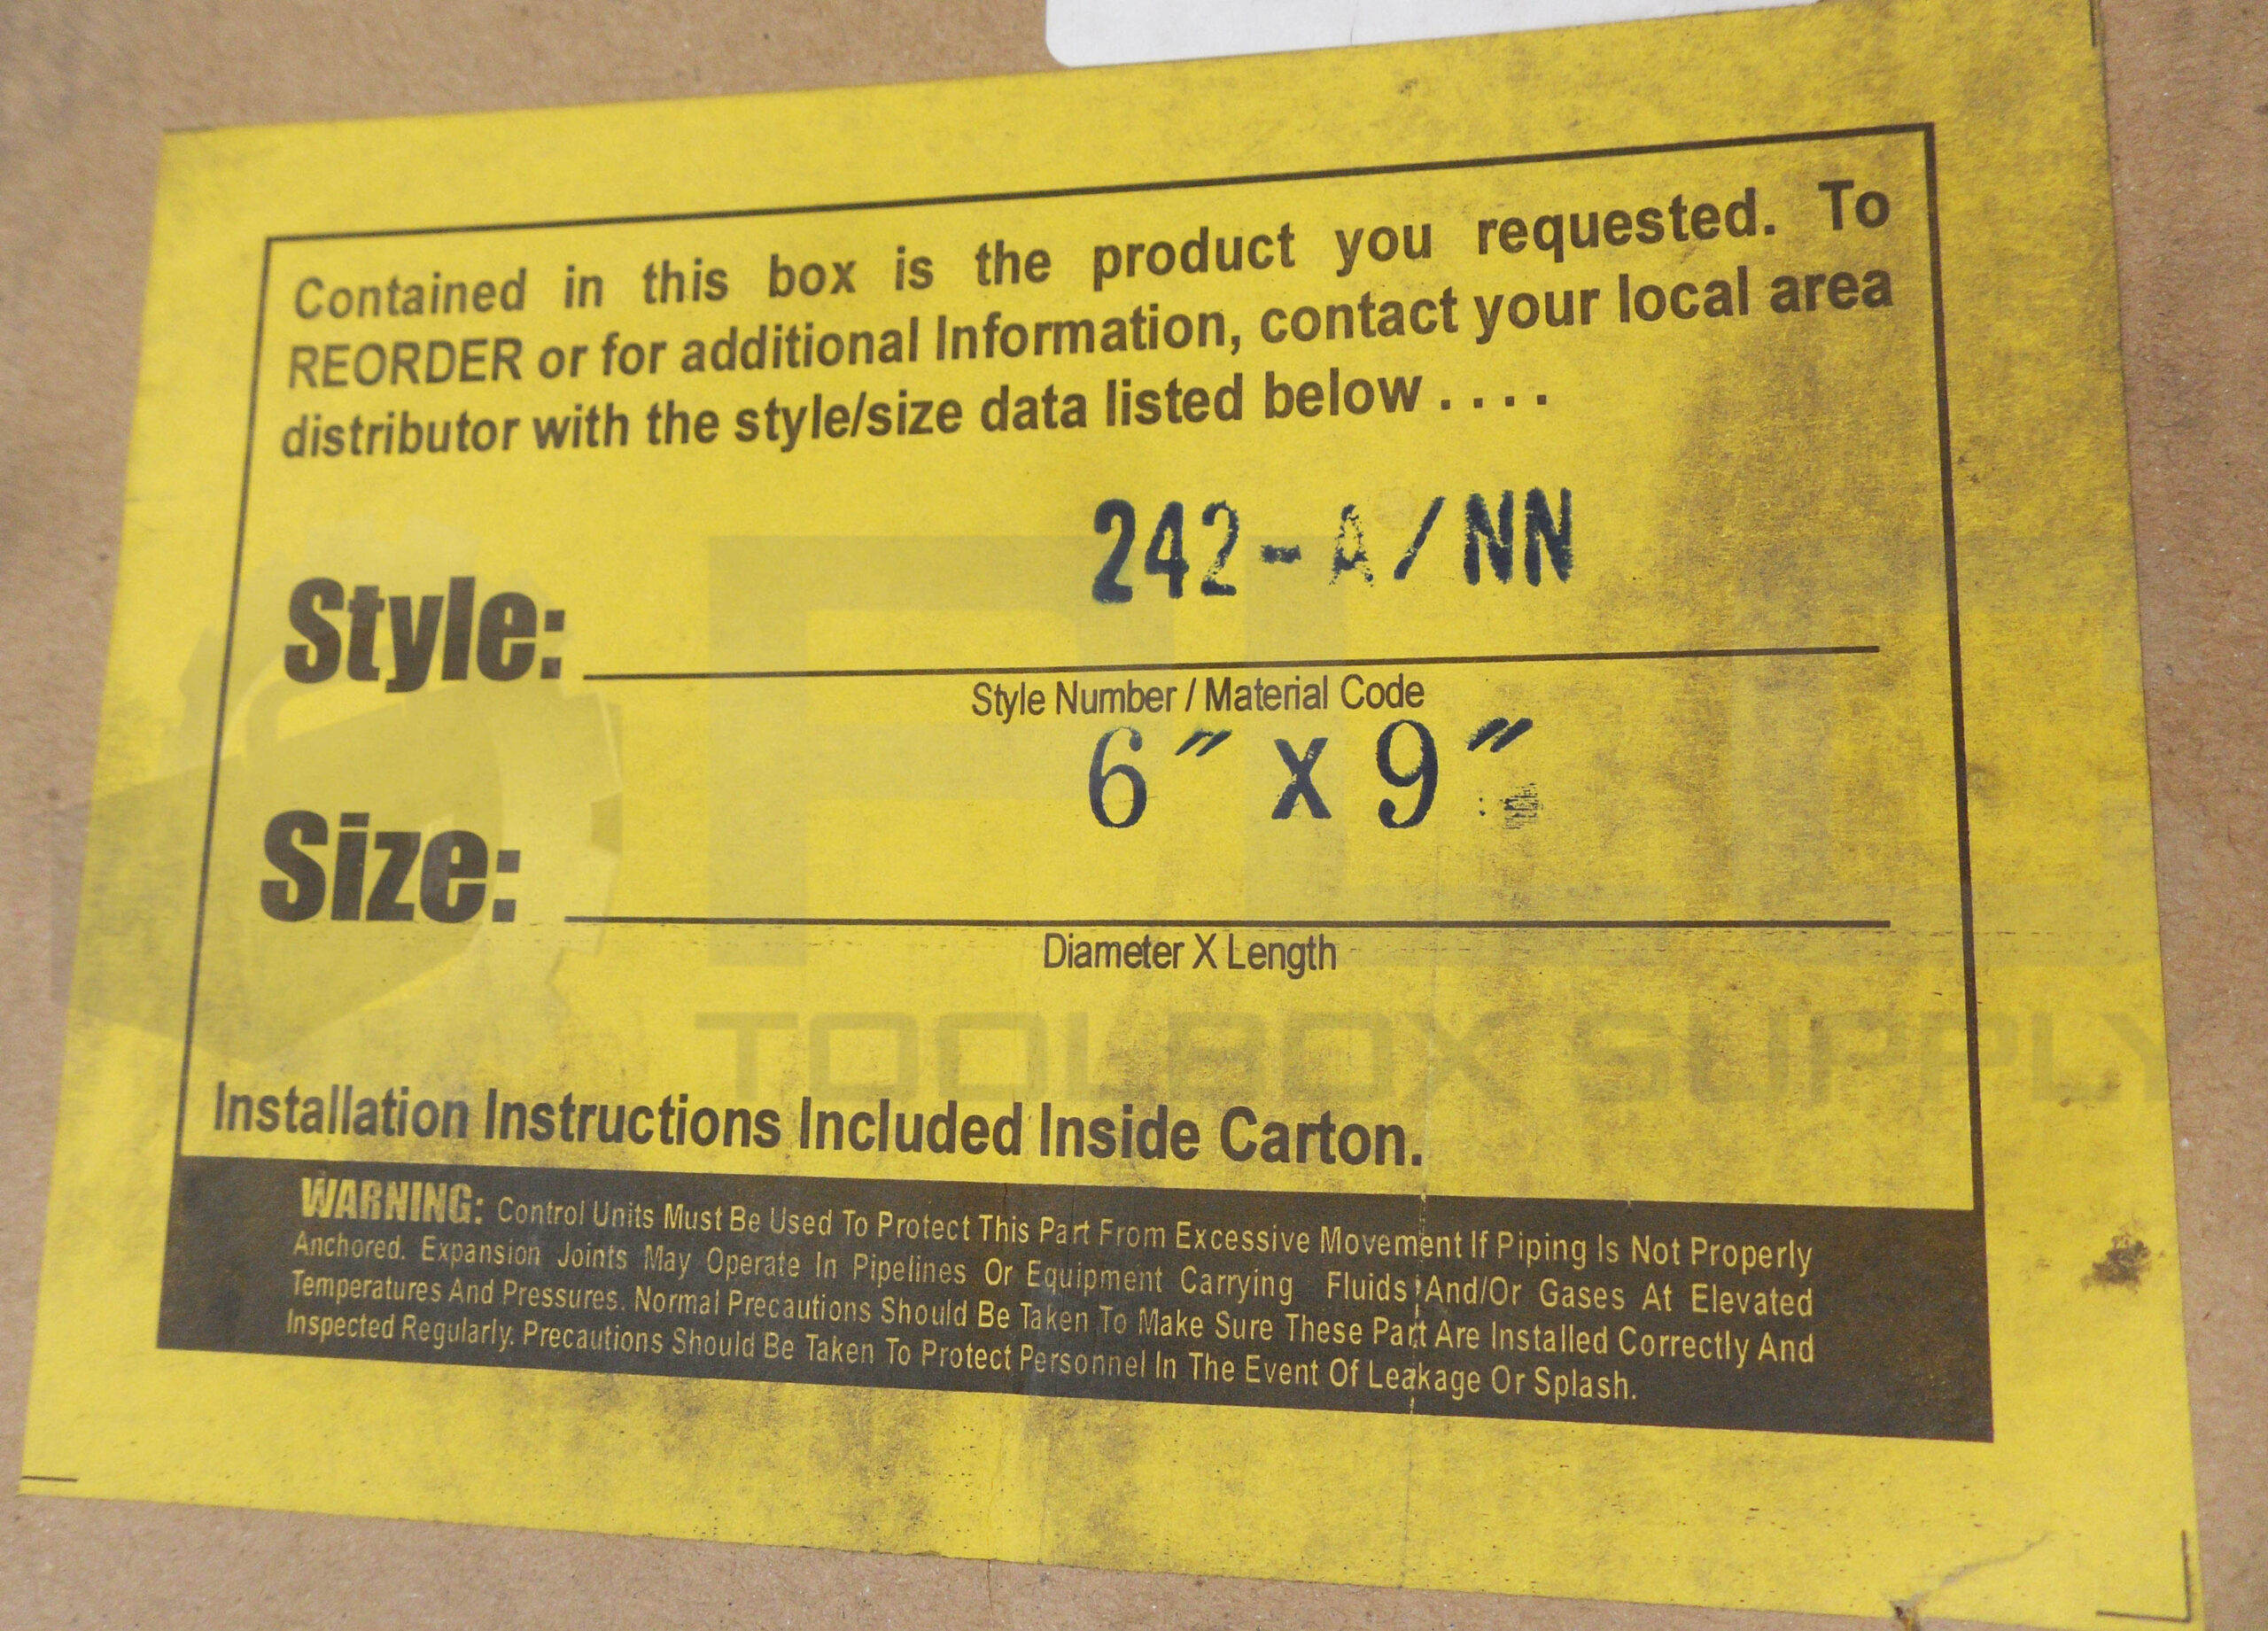 Contained in this box is the product you requested. To
REORDER or for additional Information, contact your local area
distributor with the style/size data listed below . . . .
242-A/NN
Style:
Style Number / Material Code
6" X 9"
Size:
Diameter X Length
TOOLBOX SUPPLY
Installation Instructions Included Inside Carton.
WARNING: Control Units Must Be Used To Protect This Part From Excessive Movement If Piping Is Not Properly
Anchored. Expansion Joints May Operate In Pipelines Or Equipment Carrying Fluids And/Or Gases At Elevated
Temperatures And Pressures. Normal Precautions Should Be Taken To Make Sure These Part Are Installed Correctly And
Inspected Regularly. Precautions Should Be Taken To Protect Personnel In The Event Of Leakage Or Splash.